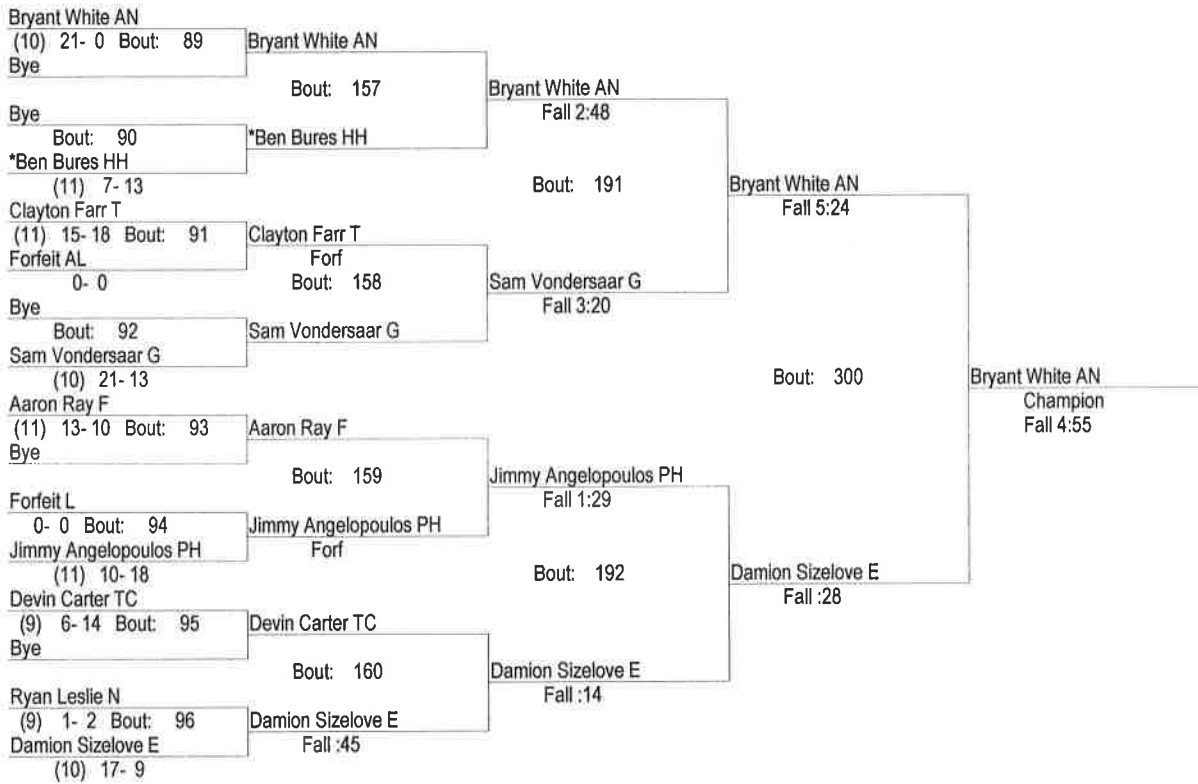 Bryant White AN
(10) 21- 0 Bout: 89
Bye
Bye
Bout: 90
*Ben Bures HH
(11) 7- 13
Clayton Farr T
(11) 15- 18 Bout: 91
Forfeit AL
0- 0
Bye
Bout: 92
Sam Vondersaar G
(10) 21- 13
Aaron Ray F
(11) 13- 10 Bout: 93
Bye
Forfeit L
0- 0 Bout: 94
Jimmy Angelopoulos PH
(11) 10- 18
Devin Carter TC
(9) 6- 14 Bout: 95
Bye
Ryan Leslie N
(9) 1- 2 Bout: 96
Damion Sizelove E
(10) 17- 9
Bryant White AN
Bout: 157
*Ben Bures HH
Clayton Farr T
Forf
Bout: 158
Sam Vondersaar G
Aaron Ray F
Bout: 159
Jimmy Angelopoulos PH
Forf
Devin Carter TC
Bout: 160
Damion Sizelove E
Fall :45
Bryant White AN
Fall 2:48
Bout: 191
Sam Vondersaar G
Fall 3:20
Jimmy Angelopoulos PH
Fall 1:29
Bout: 192
Damion Sizelove E
Fall :14
Bryant White AN
Fall 5:24
Bout: 300
Damion Sizelove E
Fall :28
Bryant White AN
Champion
Fall 4:55